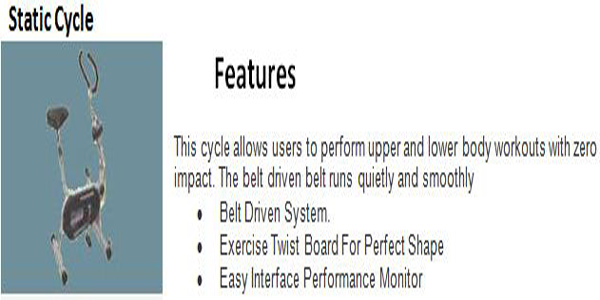 Static Cycle
Features
This cycle allows users to perform upper and lower body workouts with zero
impact. The belt driven belt runs quietly and smoothly
• Belt Driven System.
• Exercise Twist Board For Perfect Shape
• Easy Interface Performance Monitor